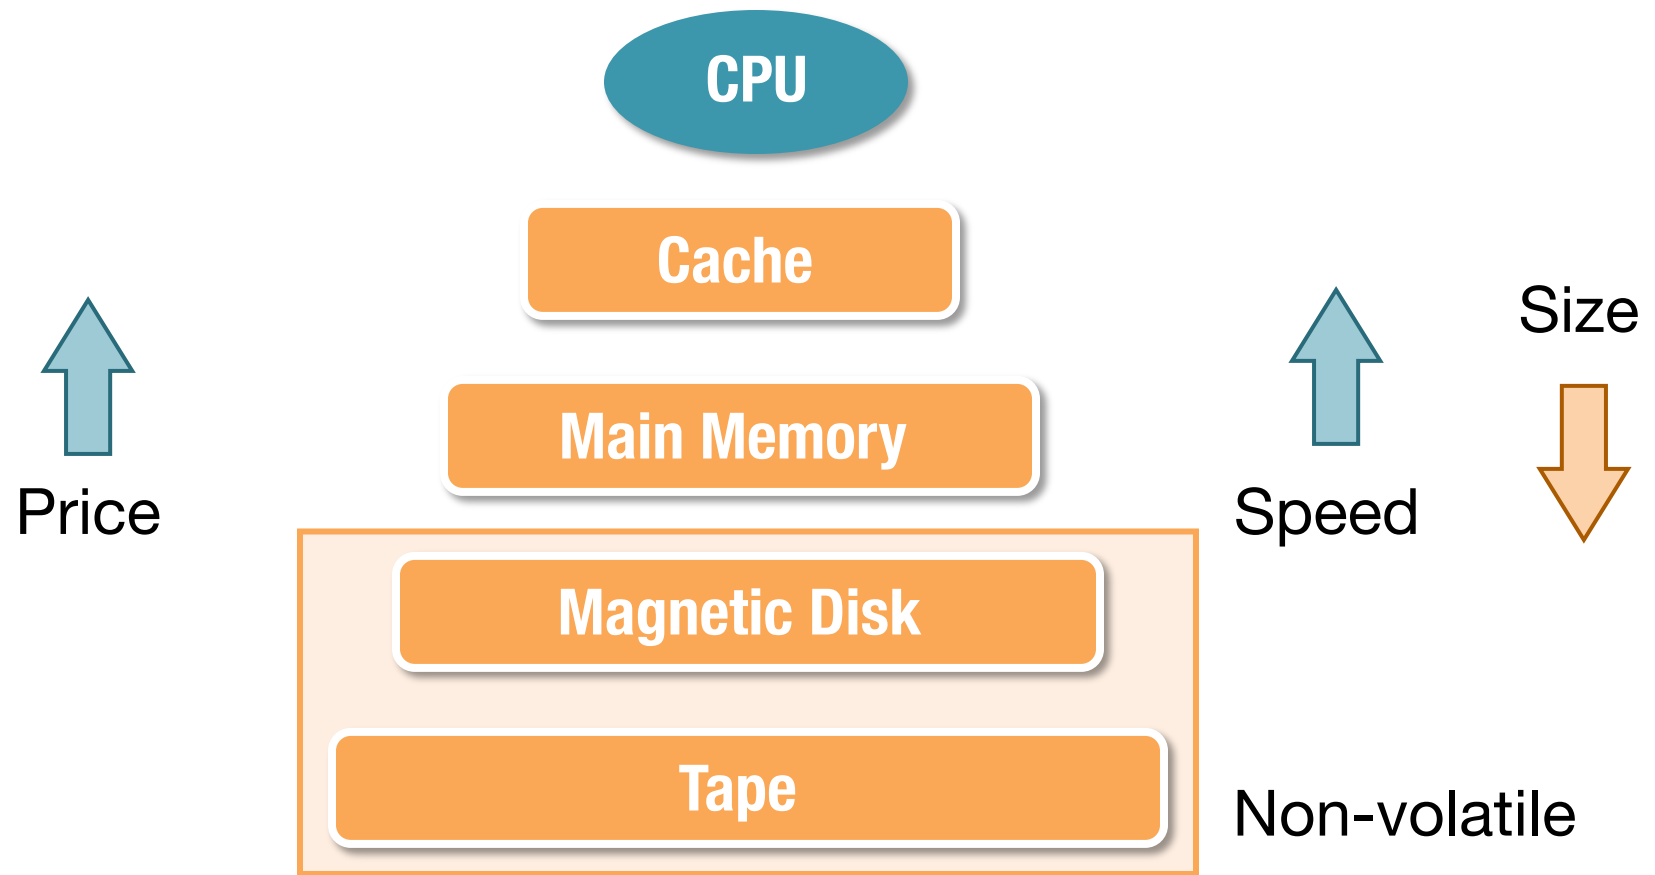 CPU
Cache
Size
Main Memory
Price
Speed
Magnetic Disk
Tape
Non-volatile